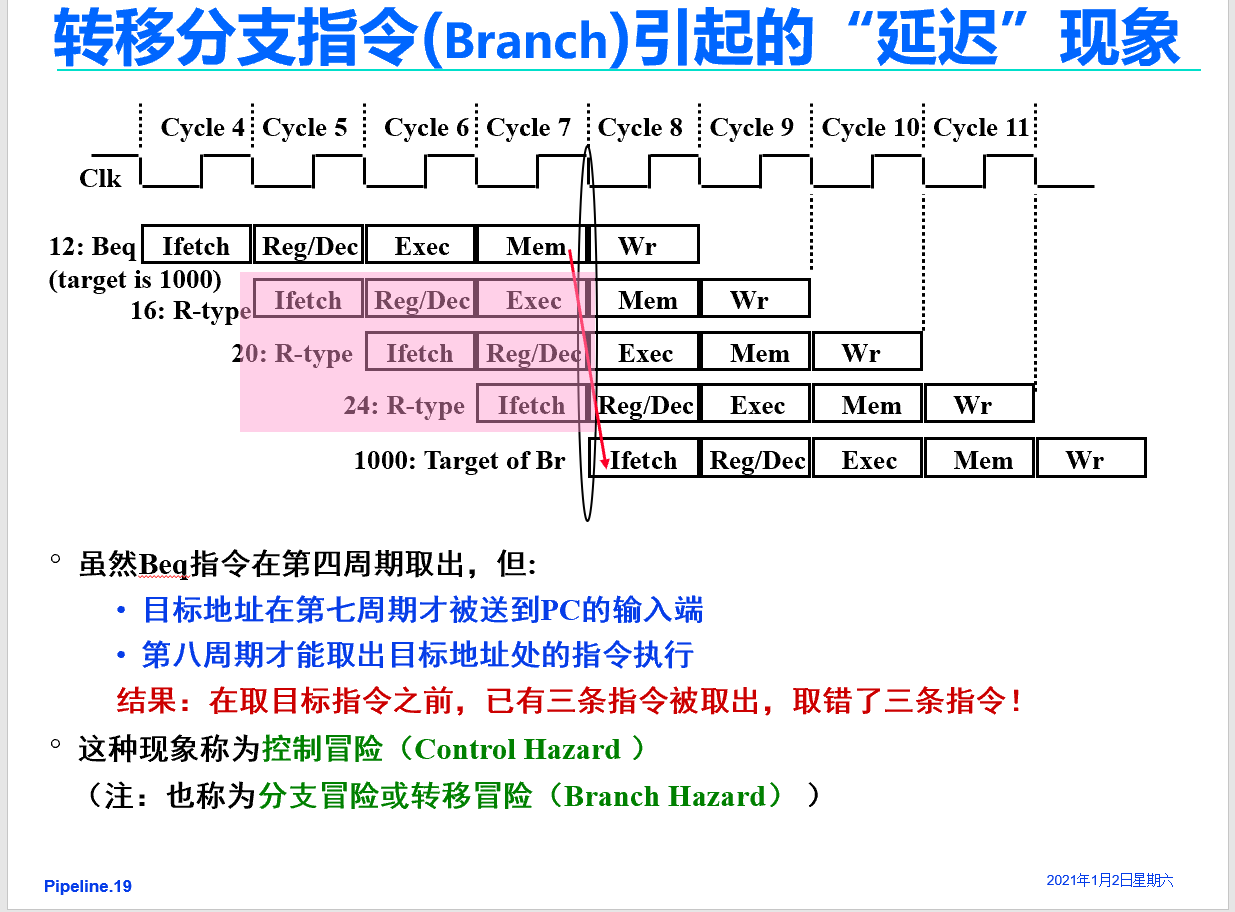 转移分支指令(Branch)引起的“延迟”现象
Cycle 4 Cycle 5 Cycle 6 Cycle 7 Cycle 8 Cycle 9 Cycle 10 Cycle 11
Clk
12: Beq Ifetch Reg/Dec Exec Mem Wr
(target is 1000)
16: R-type Ifetch Reg/Dec Exec Mem Wr
20: R-type Ifetch Reg/Dec Exec Mem Wr
24: R-type Ifetch Reg/Dec Exec Mem Wr
1000: Target of Br Ifetch Reg/Dec Exec Mem Wr
° 虽然Beq指令在第四周期取出，但:
• 目标地址在第七周期才被送到PC的输入端
• 第八周期才能取出目标地址处的指令执行
结果：在取目标指令之前，已有三条指令被取出，取错了三条指令！
° 这种现象称为控制冒险（Control Hazard ）
（注：也称为分支冒险或转移冒险（Branch Hazard） ）
Pipeline.19
2021年1月2日星期六